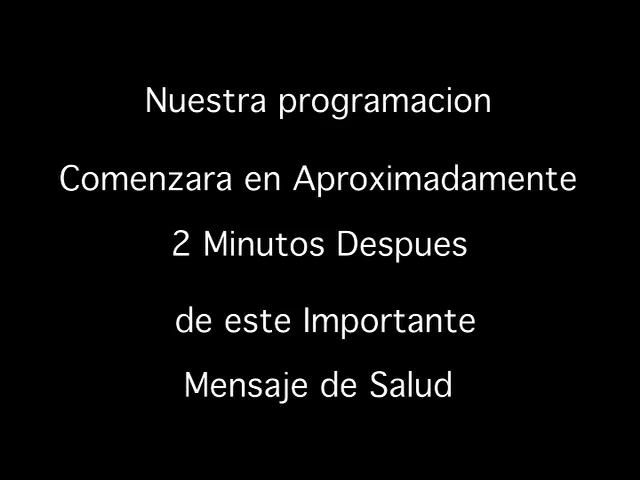 Nuestra programacion
Comenzara en Aproximadamente
2 Minutos Despues
de este Importante
Mensaje de Salud